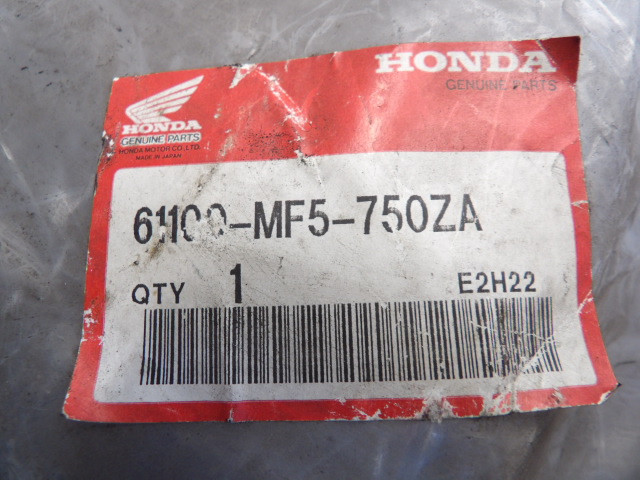 HONDA
GENUINE PARTS
HONDA
GENUINE PARTS
HONDA MOTOR CO., LTD.
MADE IN JAPAN
61100-MF5-750ZA
QTY 1 E2H22